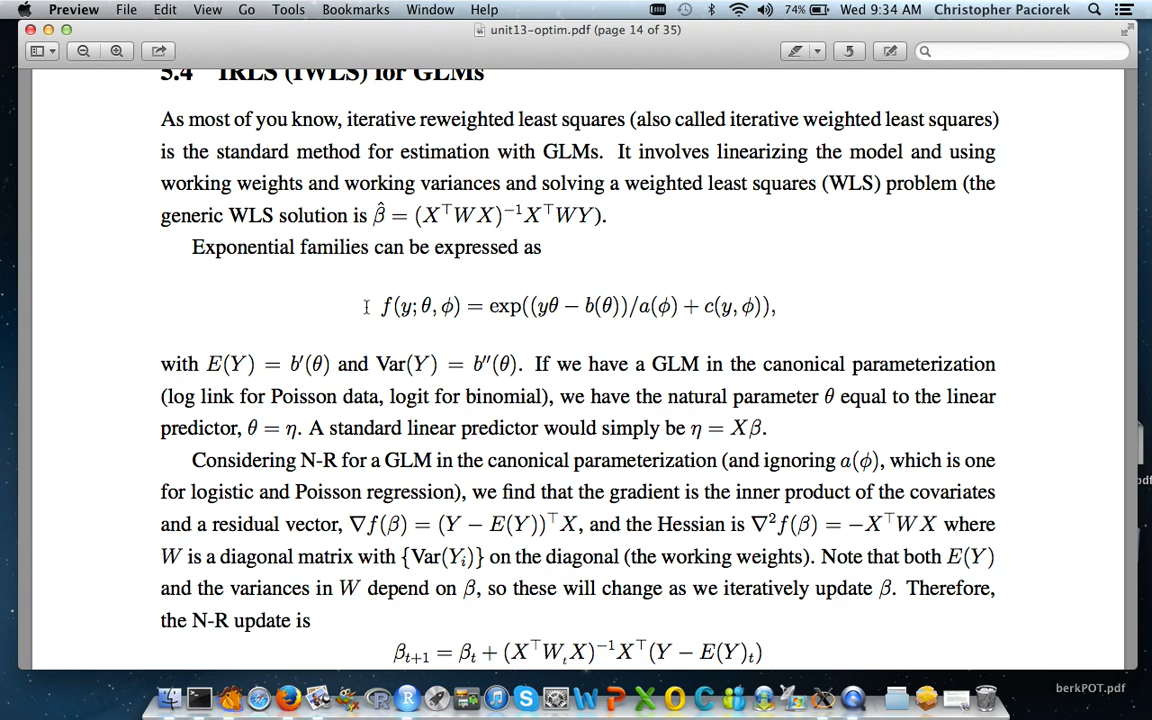 Preview File Edit View Go Tools Bookmarks Window Help 74% Wed 9:34 AM Christopher Paciorek
unit13-optim.pdf (page 14 of 35)
5.4 IRLS (IWLS) for GLMs
As most of you know, iterative reweighted least squares (also called iterative weighted least squares)
is the standard method for estimation with GLMs. It involves linearizing the model and using
working weights and working variances and solving a weighted least squares (WLS) problem (the
generic WLS solution is β̂ = (X⊤WX)⁻¹X⊤WY).
Exponential families can be expressed as
f(y; θ, ϕ) = exp((yθ − b(θ))/a(ϕ) + c(y, ϕ)),
with E(Y) = b′(θ) and Var(Y) = b″(θ). If we have a GLM in the canonical parameterization
(log link for Poisson data, logit for binomial), we have the natural parameter θ equal to the linear
predictor, θ = η. A standard linear predictor would simply be η = Xβ.
Considering N-R for a GLM in the canonical parameterization (and ignoring a(ϕ), which is one
for logistic and Poisson regression), we find that the gradient is the inner product of the covariates
and a residual vector, ∇f(β) = (Y − E(Y))⊤X, and the Hessian is ∇²f(β) = −X⊤WX where
W is a diagonal matrix with {Var(Yᵢ)} on the diagonal (the working weights). Note that both E(Y)
and the variances in W depend on β, so these will change as we iteratively update β. Therefore,
the N-R update is
βₜ₊₁ = βₜ + (X⊤WₜX)⁻¹X⊤(Y − E(Y)ₜ)
berkPOT.pdf